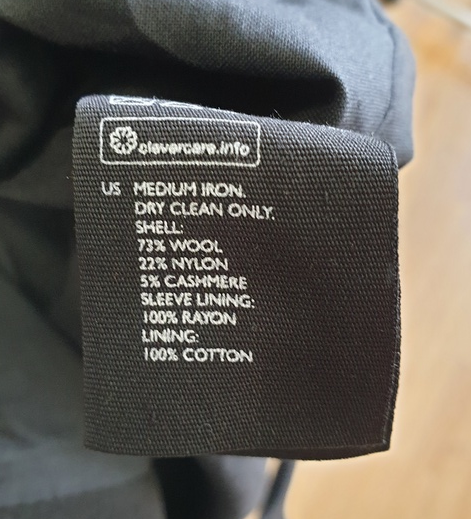 clevercare.info
US MEDIUM IRON.
DRY CLEAN ONLY.
SHELL:
73% WOOL
22% NYLON
5% CASHMERE
SLEEVE LINING:
100% RAYON
LINING:
100% COTTON